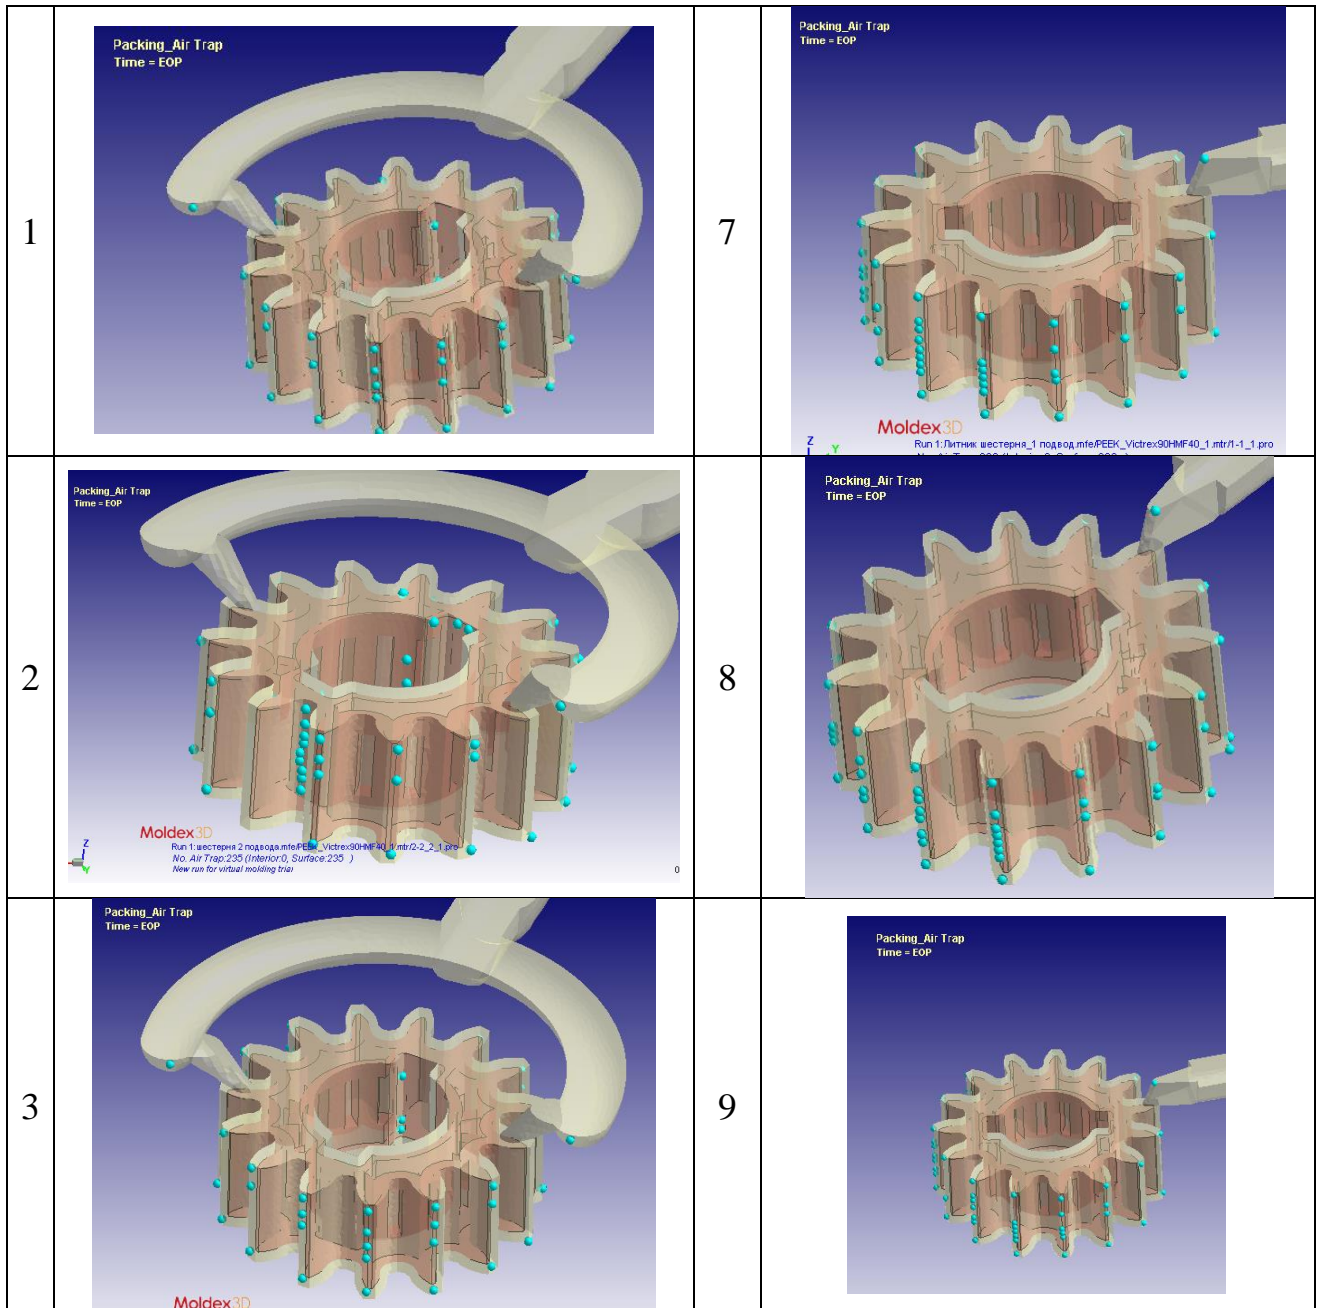 1
Packing_Air Trap
Time = EOP
7
Packing_Air Trap
Time = EOP
Moldex3D
Z
Y
Run 1:Литник шестерня_1 подвод.mfe/PEEK_Victrex90HMF40_1.mtr/1-1_1.pro
2
Packing_Air Trap
Time = EOP
Moldex3D
Z
Y
Run 1:шестерня 2 подвода.mfe/PEEK_Victrex90HMF40_1.mtr/2-2_2_1.pro
No. Air Trap:235 (Interior:0, Surface:235 )
New run for virtual molding trial
0
8
Packing_Air Trap
Time = EOP
3
Packing_Air Trap
Time = EOP
Moldex3D
9
Packing_Air Trap
Time = EOP